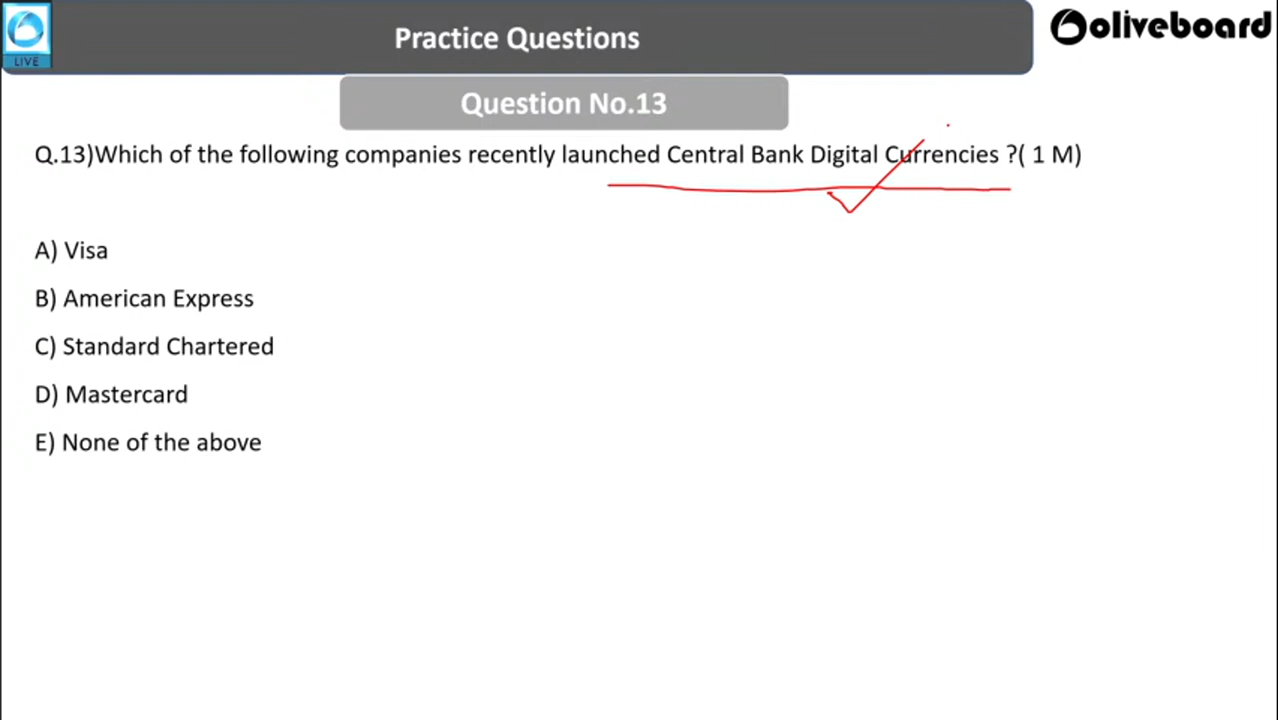 Practice Questions
oliveboard
LIVE
Question No.13
Q.13)Which of the following companies recently launched Central Bank Digital Currencies ?( 1 M)
A) Visa
B) American Express
C) Standard Chartered
D) Mastercard
E) None of the above